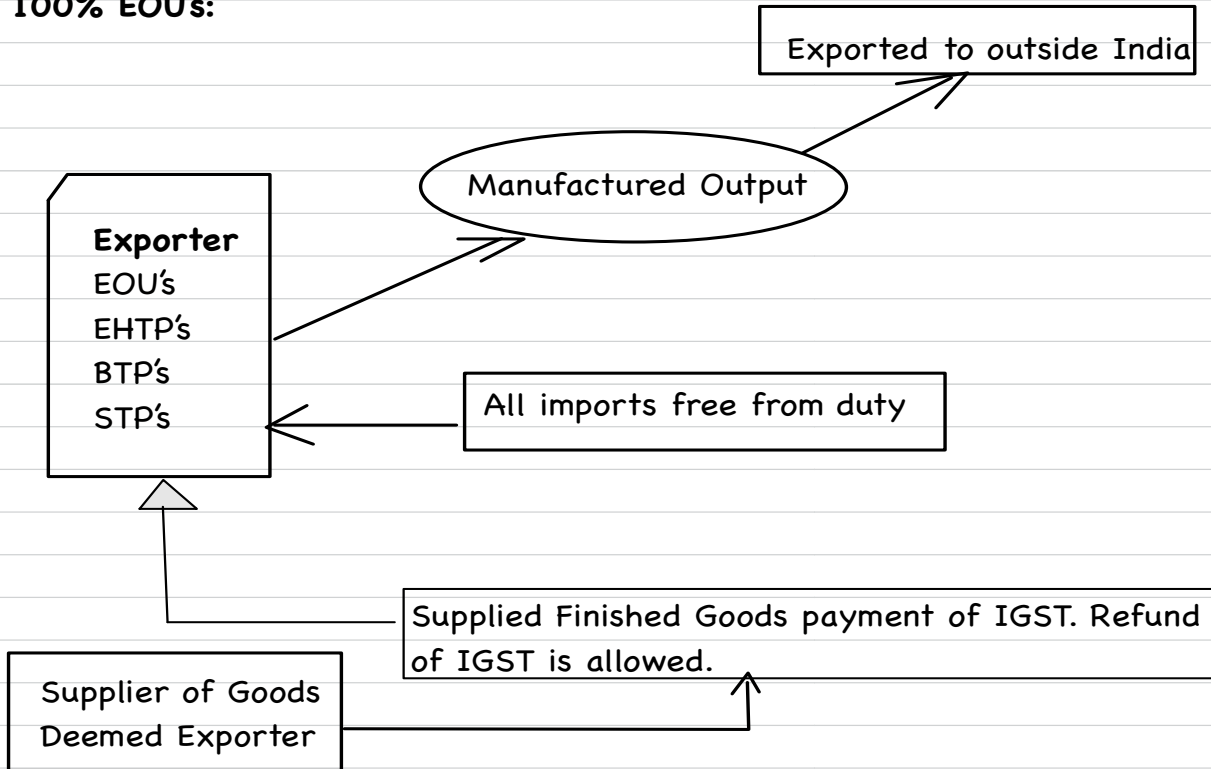 100% EOU's:
Exported to outside India
Manufactured Output
Exporter
EOU's
EHTP's
BTP's
STP's
All imports free from duty
Supplied Finished Goods payment of IGST. Refund
of IGST is allowed.
Supplier of Goods
Deemed Exporter